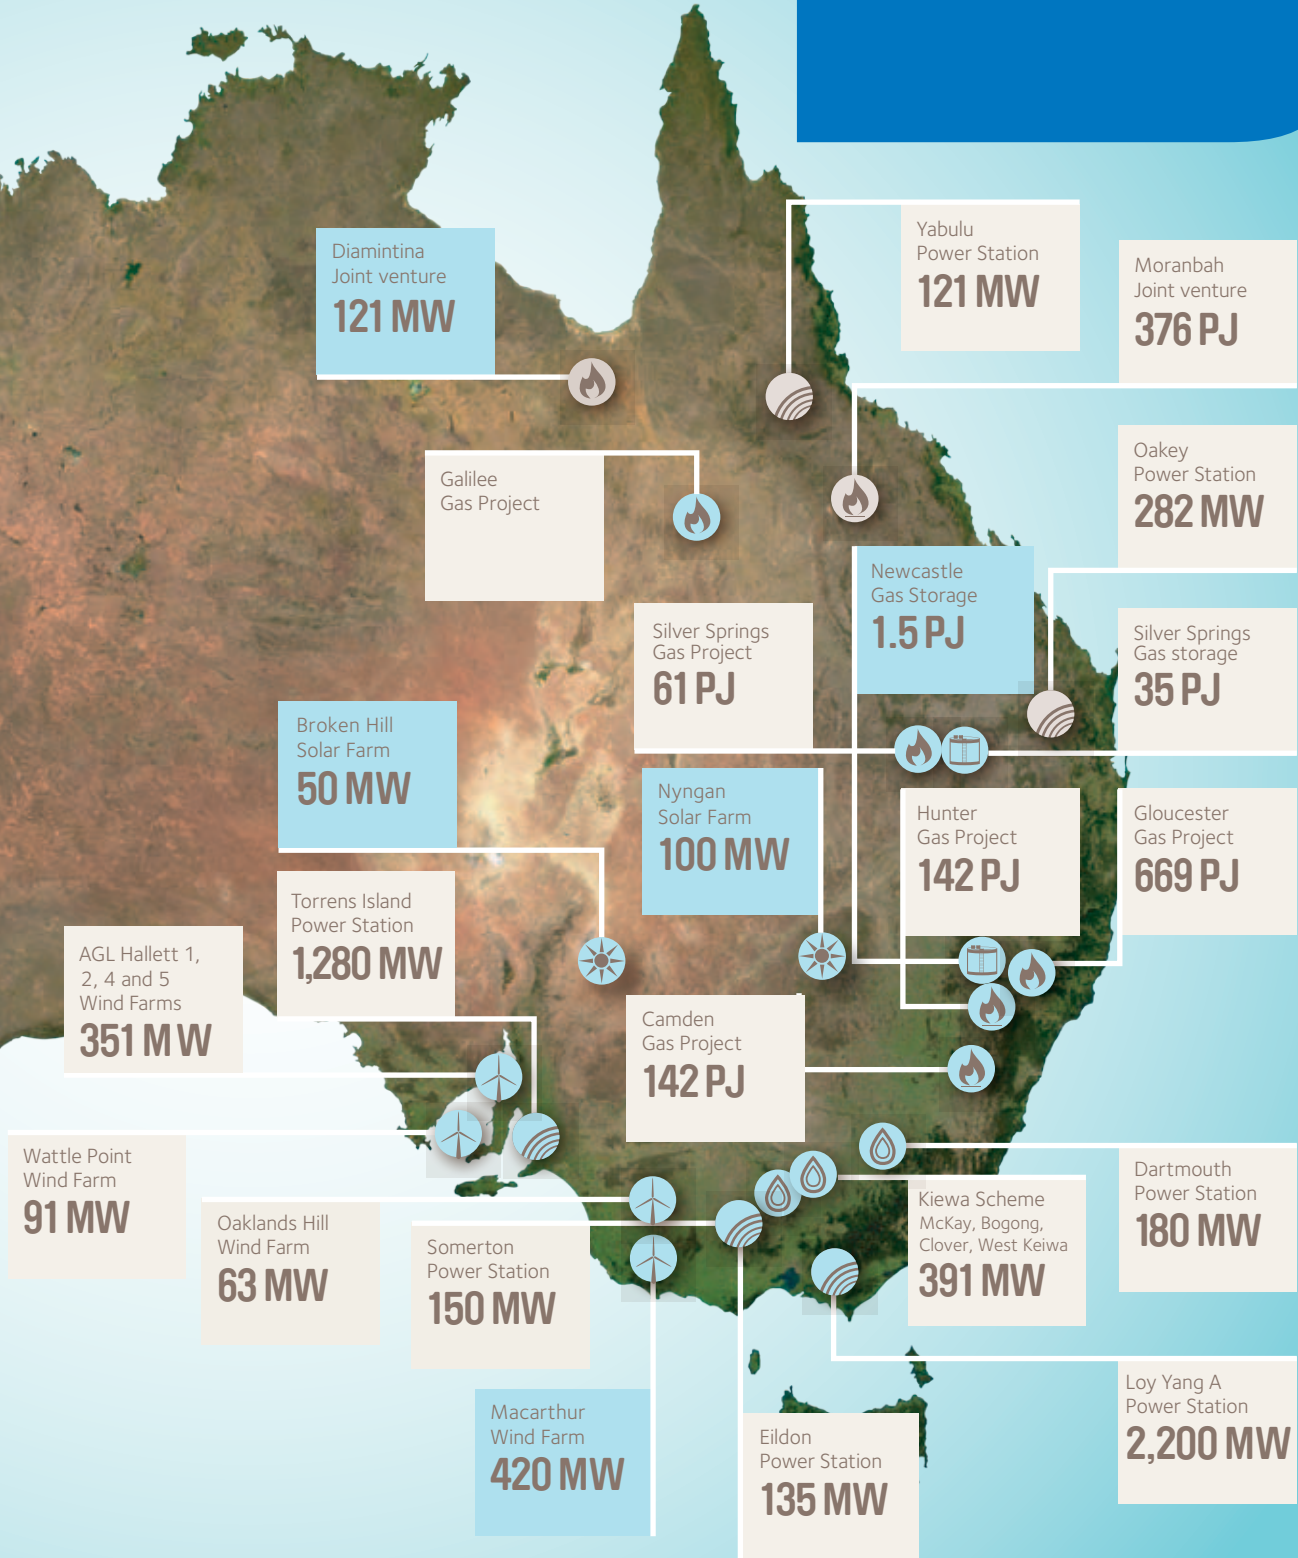 Diamintina
Joint venture
121 MW
Yabulu
Power Station
121 MW
Moranbah
Joint venture
376 PJ
Galilee
Gas Project
Oakey
Power Station
282 MW
Newcastle
Gas Storage
1.5 PJ
Silver Springs
Gas Project
61 PJ
Silver Springs
Gas storage
35 PJ
Broken Hill
Solar Farm
50 MW
Nyngan
Solar Farm
100 MW
Hunter
Gas Project
142 PJ
Gloucester
Gas Project
669 PJ
Torrens Island
Power Station
1,280 MW
AGL Hallett 1,
2, 4 and 5
Wind Farms
351 M W
Camden
Gas Project
142 PJ
Wattle Point
Wind Farm
91 MW
Oaklands Hill
Wind Farm
63 MW
Somerton
Power Station
150 MW
Kiewa Scheme
McKay, Bogong,
Clover, West Keiwa
391 MW
Dartmouth
Power Station
180 MW
Macarthur
Wind Farm
420 MW
Eildon
Power Station
135 MW
Loy Yang A
Power Station
2,200 MW